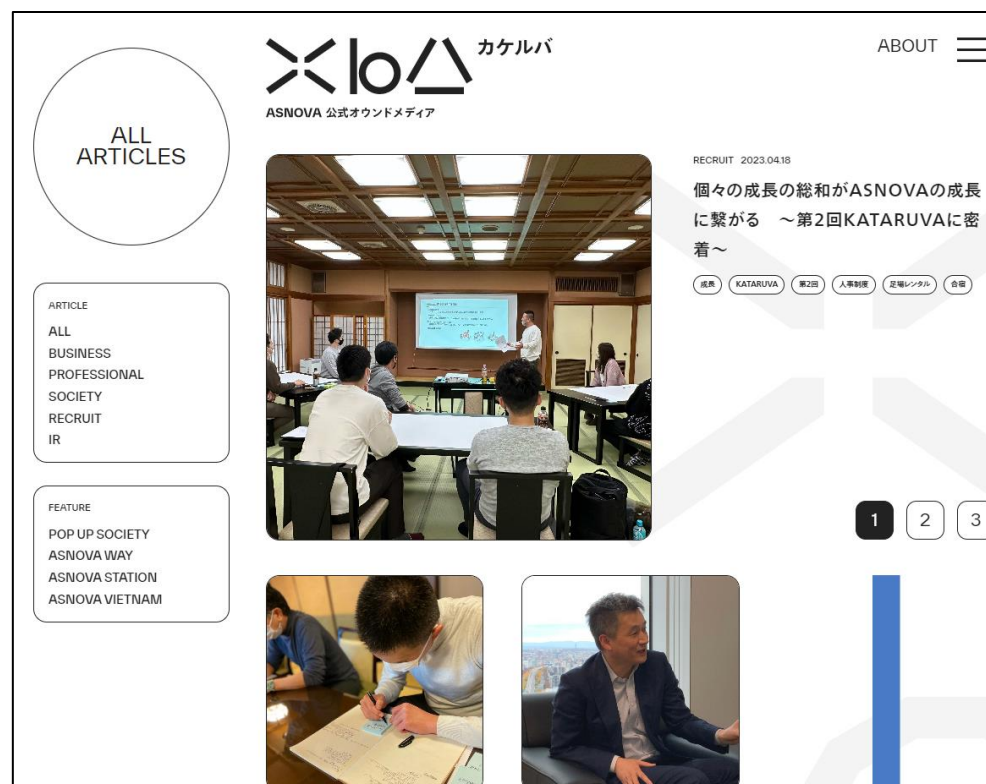 ALL
ARTICLES
カケルバ
ASNOVA 公式オウンドメディア
ABOUT
RECRUIT 2023.04.18
個々の成長の総和がASNOVAの成長
に繋がる　～第2回KATARUVAに密
着～
成長 KATARUVA 第2回 人事制度 足場レンタル 合宿
ARTICLE
ALL
BUSINESS
PROFESSIONAL
SOCIETY
RECRUIT
IR
FEATURE
POP UP SOCIETY
ASNOVA WAY
ASNOVA STATION
ASNOVA VIETNAM
1 2 3